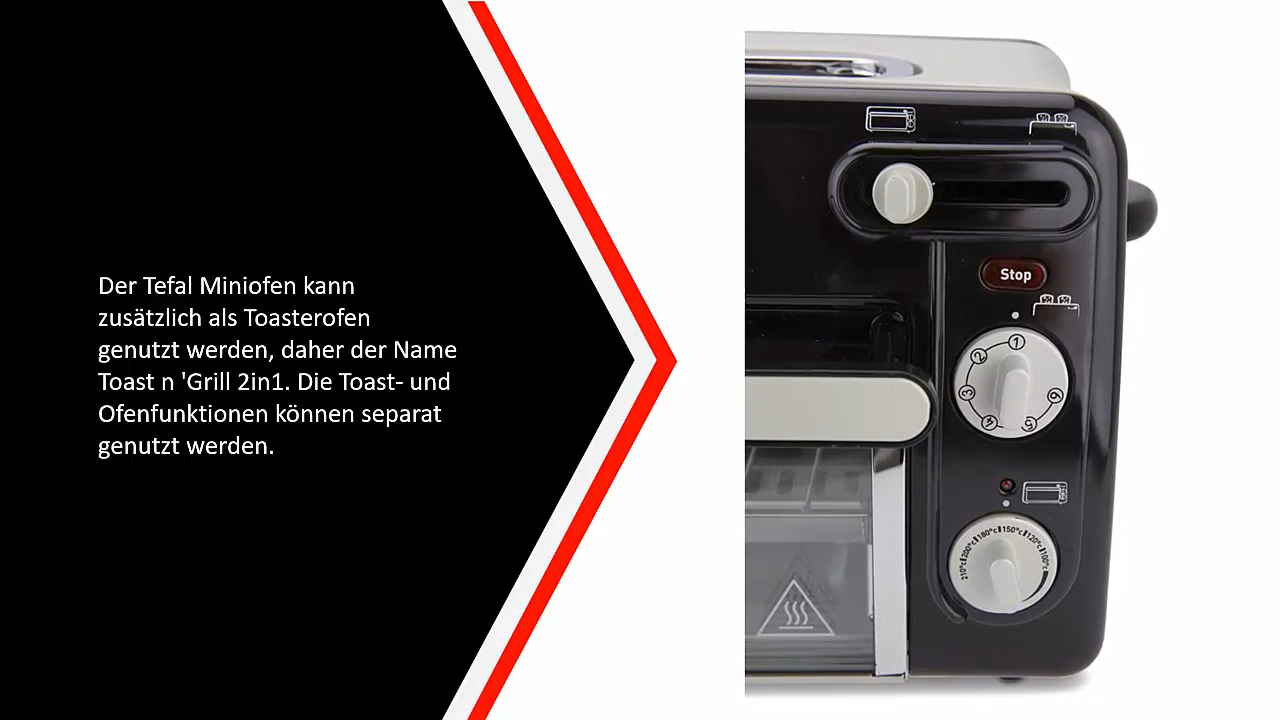 Der Tefal Miniofen kann
zusätzlich als Toasterofen
genutzt werden, daher der Name
Toast n 'Grill 2in1. Die Toast- und
Ofenfunktionen können separat
genutzt werden.
Stop
1
2
3
4
5
6
210°c 200°c 180°c 150°c 120°c 100°c